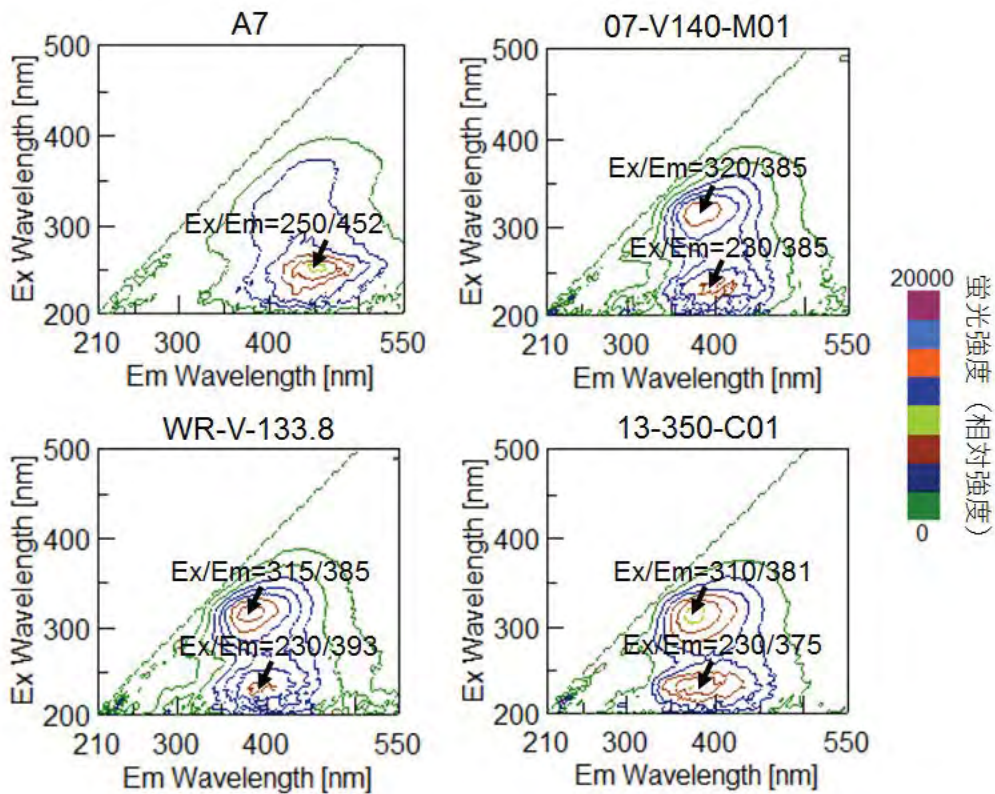 A7
500
400
300
200
210
300
400
550
Ex Wavelength [nm]
Em Wavelength [nm]
Ex/Em=250/452
07-V140-M01
500
400
300
200
210
300
400
550
Ex Wavelength [nm]
Em Wavelength [nm]
Ex/Em=320/385
Ex/Em=230/385
WR-V-133.8
500
400
300
200
210
300
400
550
Ex Wavelength [nm]
Em Wavelength [nm]
Ex/Em=315/385
Ex/Em=230/393
13-350-C01
500
400
300
200
210
300
400
550
Ex Wavelength [nm]
Em Wavelength [nm]
Ex/Em=310/381
Ex/Em=230/375
20000
0
蛍光強度（相対強度）